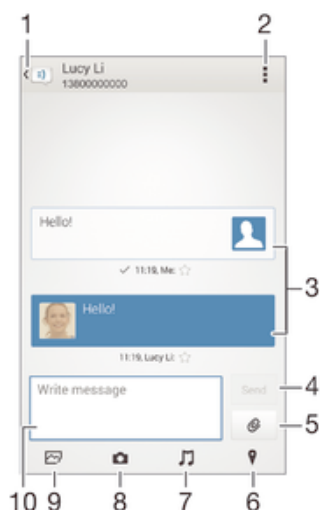 1
2
Lucy Li
13800000000
Hello!
3
✓ 11:19, Me: ☆
Hello!
11:19, Lucy Li: ☆
Write message
Send
4
5
10 9 8 7 6